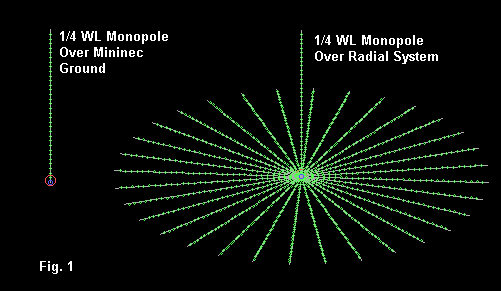 1/4 WL Monopole
Over Mininec
Ground
1/4 WL Monopole
Over Radial System
Fig. 1